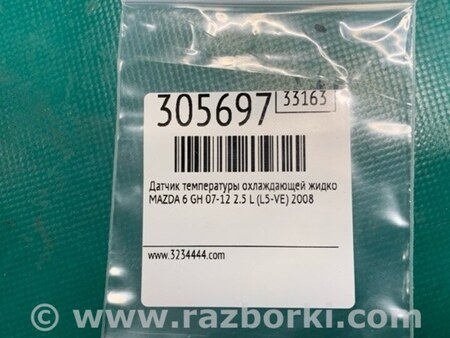 305697 33163
Датчик температуры охлаждающей жидко
MAZDA 6 GH 07-12 2.5 L (L5-VE) 2008
www.3234444.com
© www.razborki.com